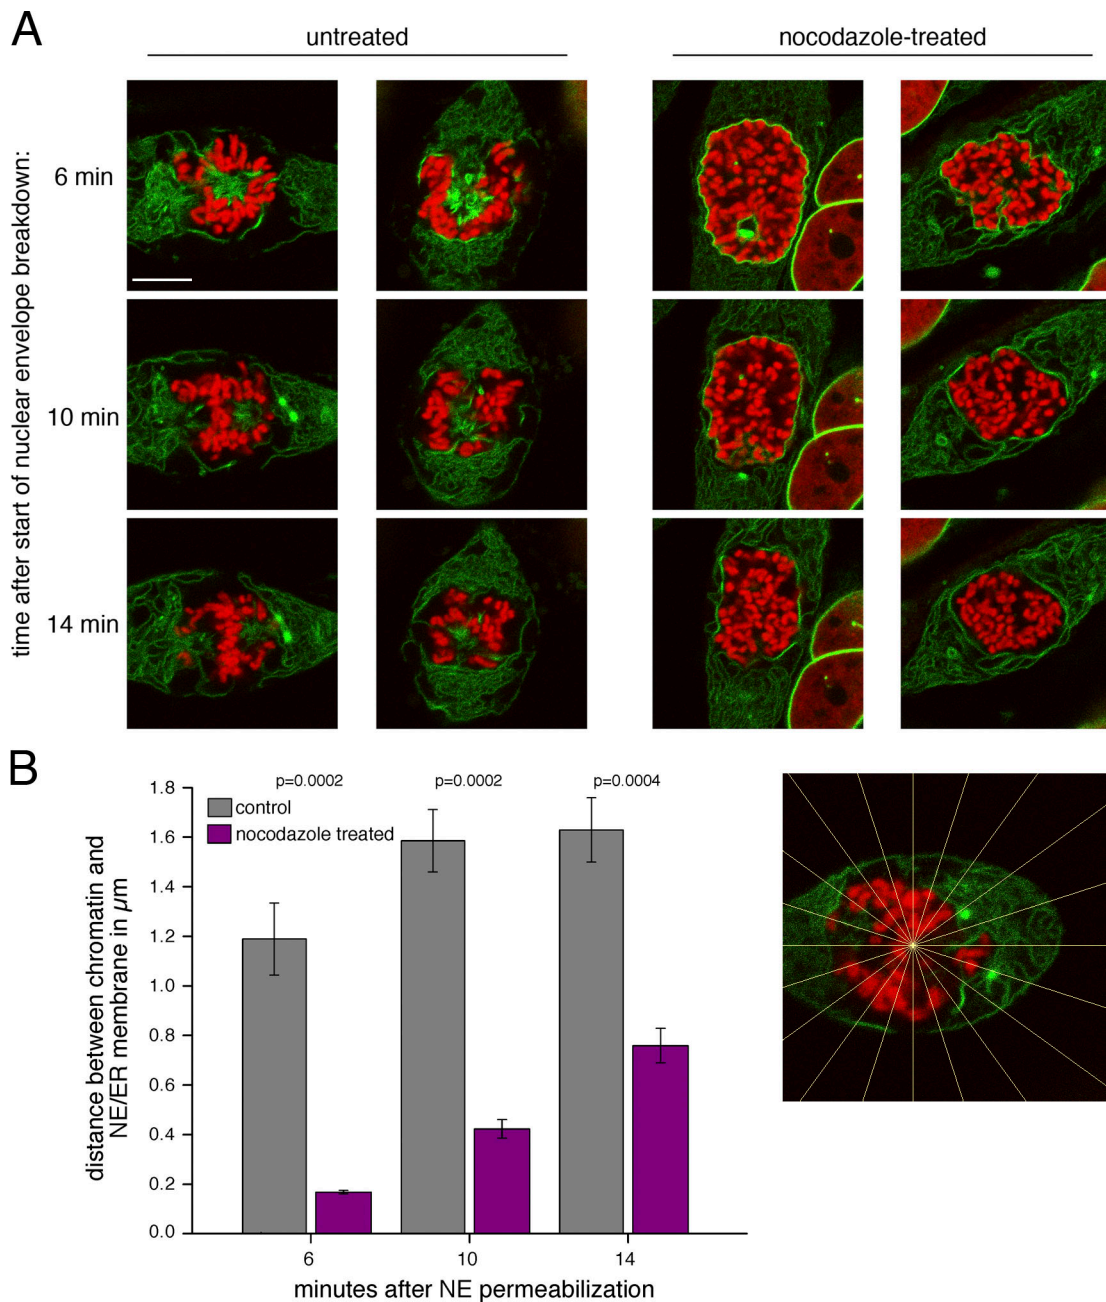 A
untreated
nocodazole-treated
time after start of nuclear envelope breakdown:
6 min
10 min
14 min
B
p=0.0002
p=0.0002
p=0.0004
control
nocodazole treated
distance between chromatin and
NE/ER membrane in µm
1.8
1.6
1.4
1.2
1.0
0.8
0.6
0.4
0.2
0.0
6
10
14
minutes after NE permeabilization